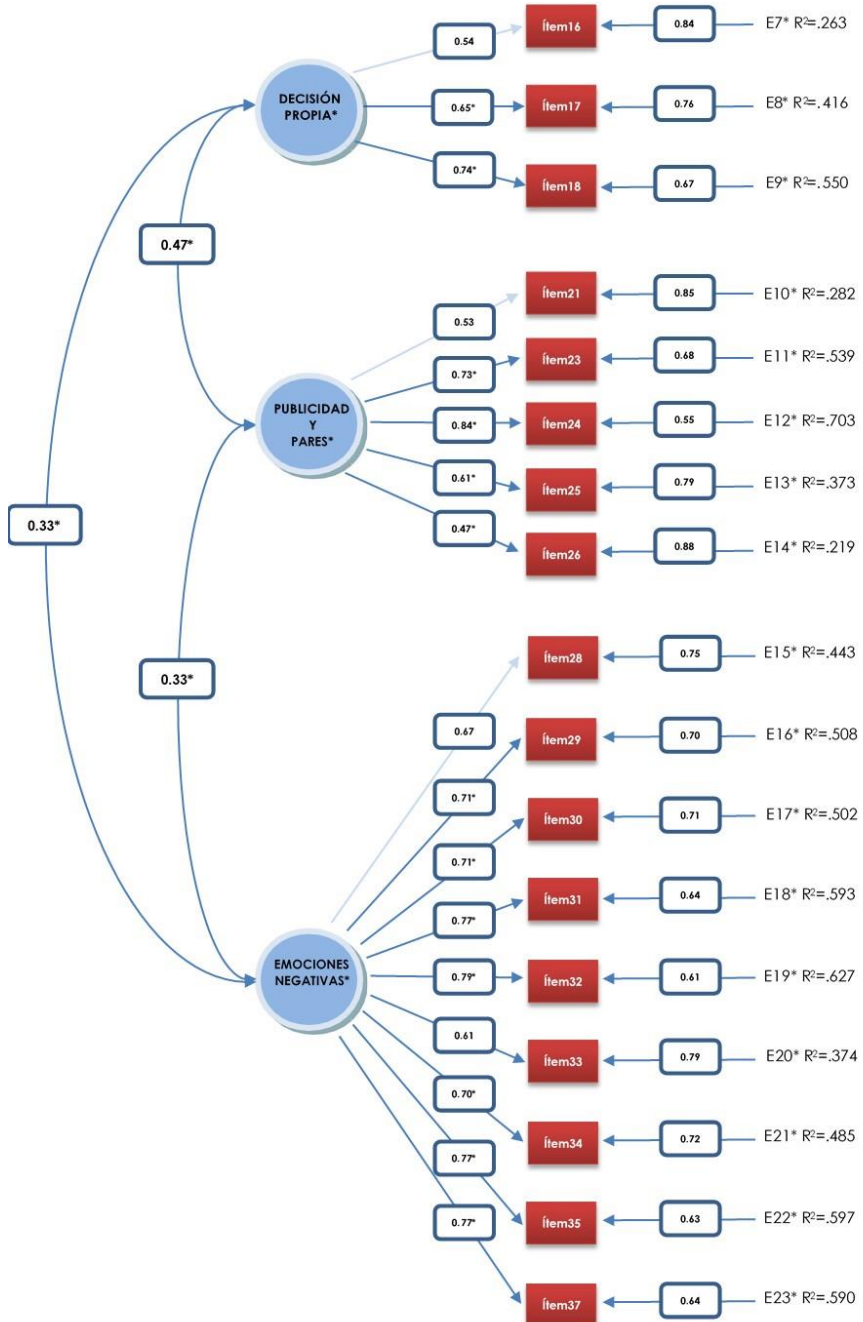 0.54
Ítem16
0.84
E7* R²=.263
DECISIÓN
PROPIA*
0.65*
Ítem17
0.76
E8* R²=.416
0.74*
Ítem18
0.67
E9* R²=.550
0.47*
0.53
Ítem21
0.85
E10* R²=.282
0.73*
Ítem23
0.68
E11* R²=.539
PUBLICIDAD
Y
PARES*
0.84*
Ítem24
0.55
E12* R²=.703
0.61*
Ítem25
0.79
E13* R²=.373
0.47*
Ítem26
0.88
E14* R²=.219
0.33*
0.33*
0.67
Ítem28
0.75
E15* R²=.443
0.71*
Ítem29
0.70
E16* R²=.508
0.71*
Ítem30
0.71
E17* R²=.502
0.77*
Ítem31
0.64
E18* R²=.593
EMOCIONES
NEGATIVAS*
0.79*
Ítem32
0.61
E19* R²=.627
0.61
Ítem33
0.79
E20* R²=.374
0.70*
Ítem34
0.72
E21* R²=.485
0.77*
Ítem35
0.63
E22* R²=.597
0.77*
Ítem37
0.64
E23* R²=.590